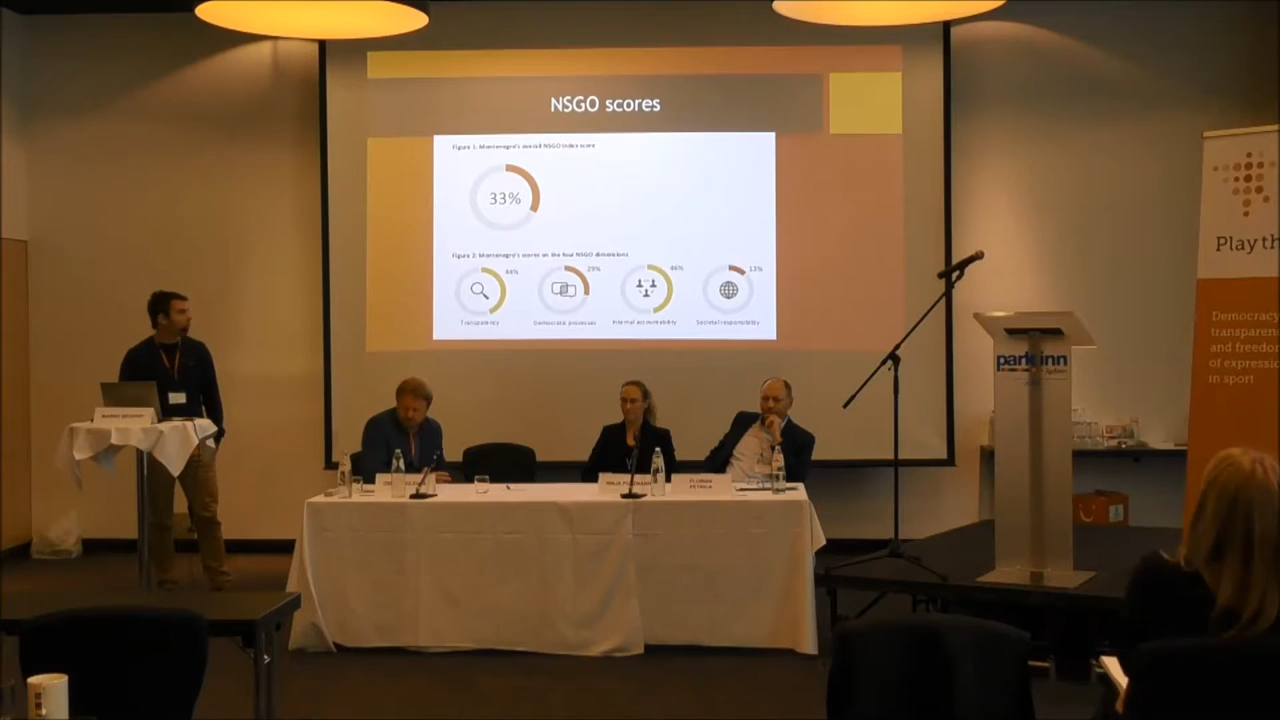 NSGO scores
Figure 1: Montenegro's overall NSGO Index score
33%
Figure 2: Montenegro's scores on the four NSGO dimensions
44%
29%
46%
13%
Transparency
Democratic processes
Internal accountability
Societal responsibility
Play th
Democracy
transparen
and freedo
of expressio
in sport
park inn
FLORIAN
PETRICA